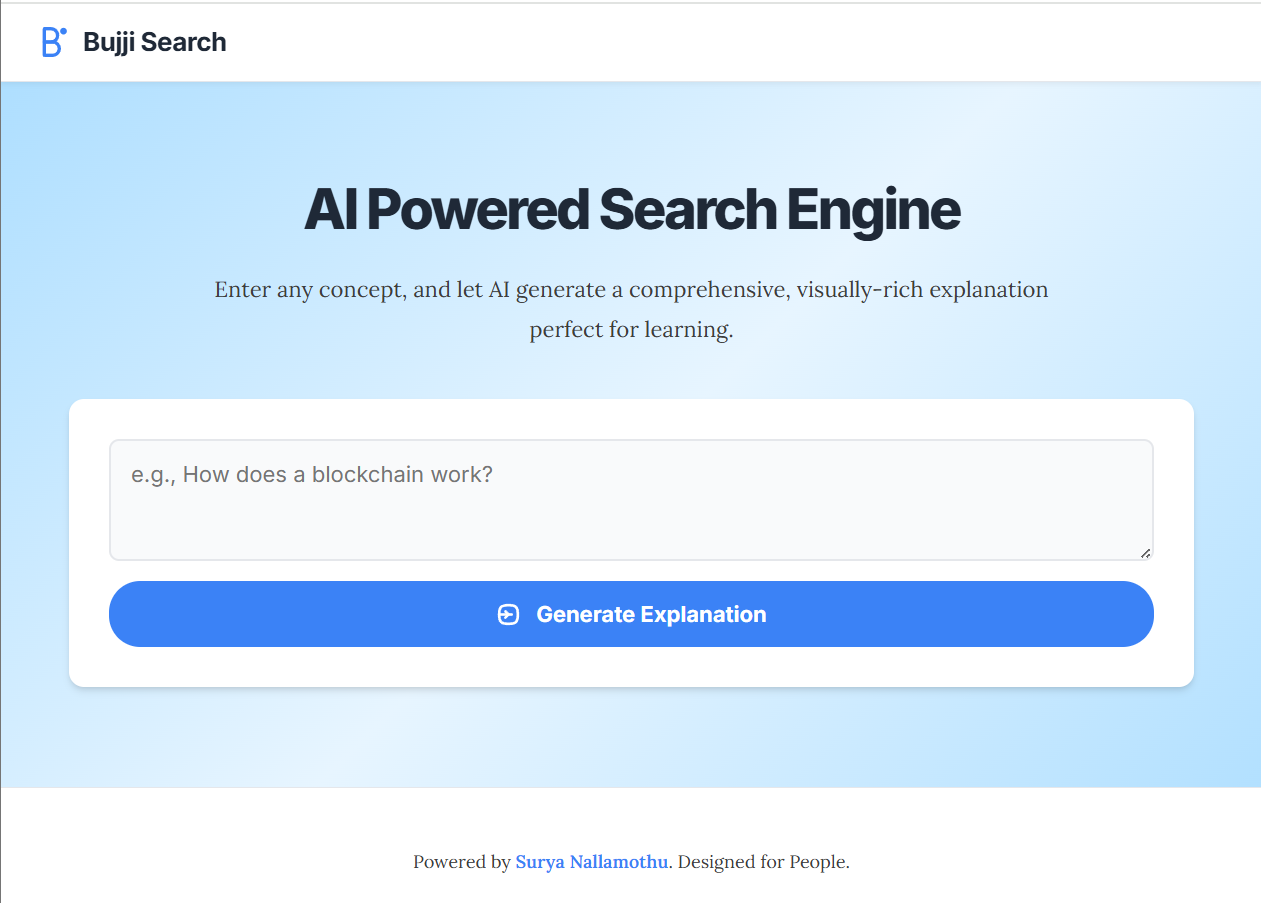 B
Bujji Search
AI Powered Search Engine
Enter any concept, and let AI generate a comprehensive, visually-rich explanation
perfect for learning.
e.g., How does a blockchain work?
Generate Explanation
Powered by Surya Nallamothu. Designed for People.